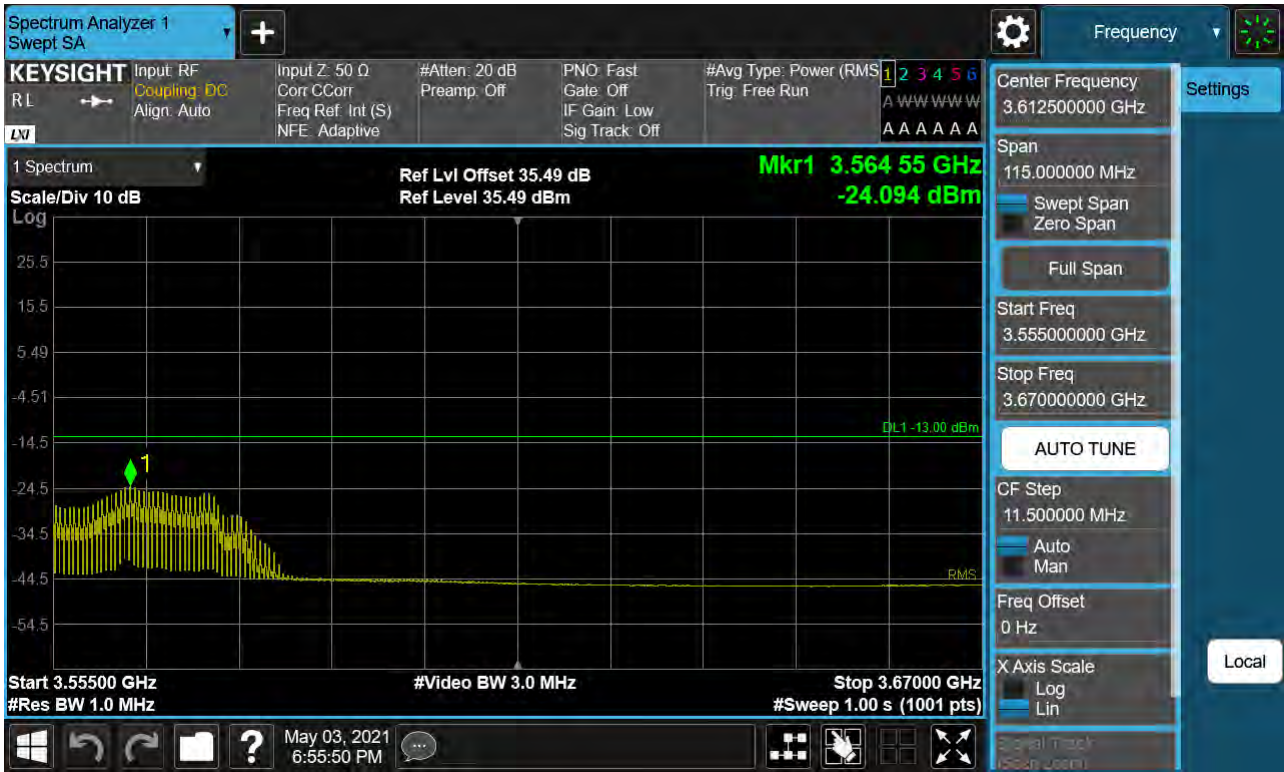 Spectrum Analyzer 1
Swept SA
Frequency
KEYSIGHT
RL
LXI
Input: RF
Coupling: DC
Align: Auto
Input Z: 50 Ω
Corr CCorr
Freq Ref: Int (S)
NFE: Adaptive
#Atten: 20 dB
Preamp: Off
PNO: Fast
Gate: Off
IF Gain: Low
Sig Track: Off
#Avg Type: Power (RMS
Trig: Free Run
1 2 3 4 5 6
A W W W W W
A A A A A A
1 Spectrum
Scale/Div 10 dB
Log
Ref Lvl Offset 35.49 dB
Ref Level 35.49 dBm
Mkr1 3.564 55 GHz
-24.094 dBm
25.5
15.5
5.49
-4.51
DL1 -13.00 dBm
-14.5
1
-24.5
-34.5
-44.5
RMS
-54.5
Start 3.55500 GHz
#Res BW 1.0 MHz
#Video BW 3.0 MHz
Stop 3.67000 GHz
#Sweep 1.00 s (1001 pts)
Center Frequency
3.612500000 GHz
Span
115.000000 MHz
Swept Span
Zero Span
Full Span
Start Freq
3.555000000 GHz
Stop Freq
3.670000000 GHz
AUTO TUNE
CF Step
11.500000 MHz
Auto
Man
Freq Offset
0 Hz
X Axis Scale
Log
Lin
Signal Track
(Span Zoom)
Settings
Local
?
May 03, 2021
6:55:50 PM